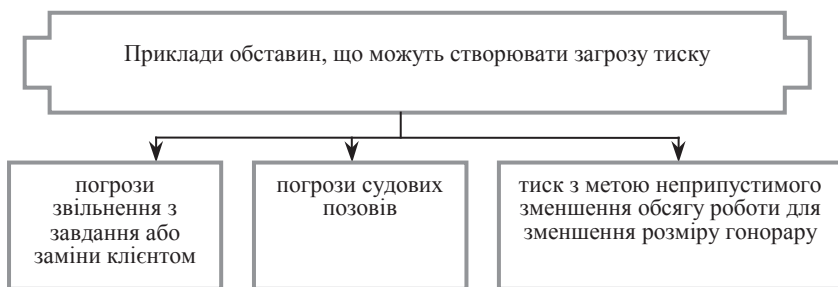 Приклади обставин, що можуть створювати загрозу тиску
погрози
звільнення з
завдання або
заміни клієнтом
погрози судових
позовів
тиск з метою неприпустимого
зменшення обсягу роботи для
зменшення розміру гонорару